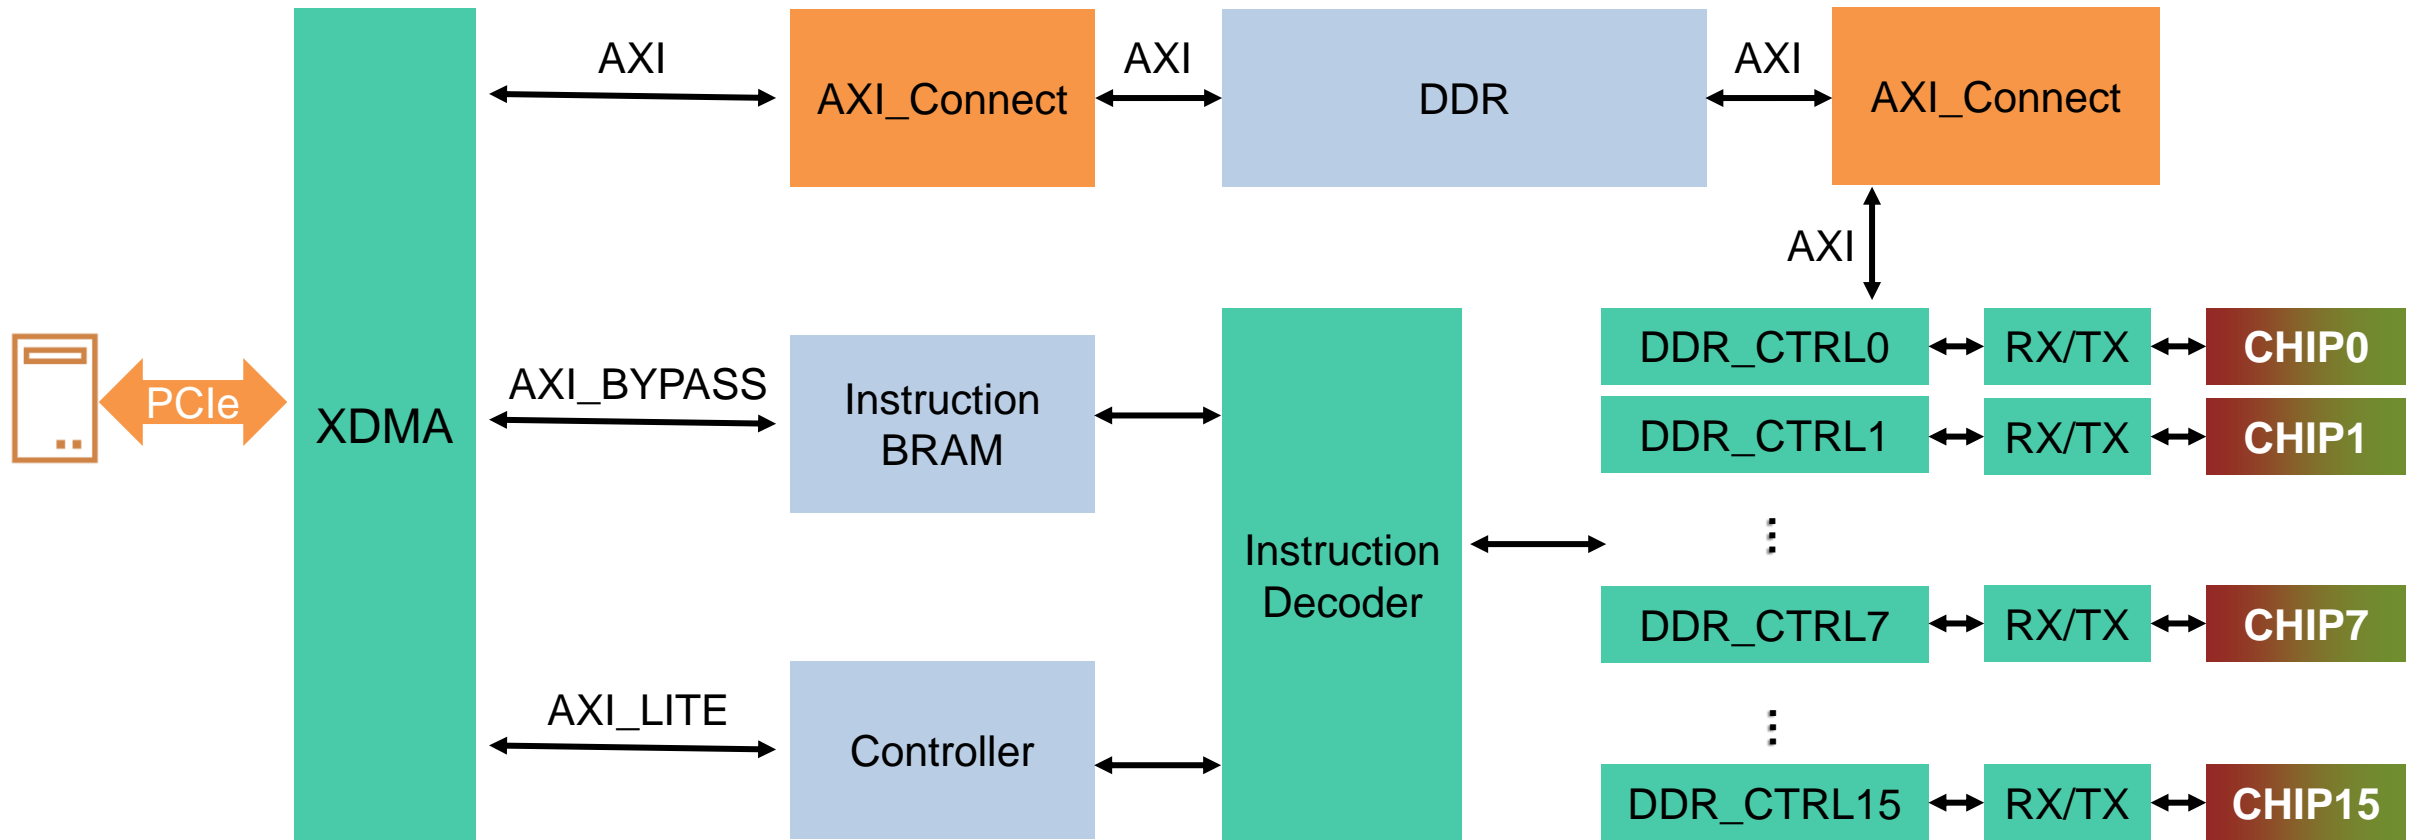 AXI
AXI_Connect
AXI
DDR
AXI
AXI_Connect
AXI
PCIe
XDMA
AXI_BYPASS
Instruction
BRAM
AXI_LITE
Controller
Instruction
Decoder
DDR_CTRL0
RX/TX
CHIP0
DDR_CTRL1
RX/TX
CHIP1
DDR_CTRL7
RX/TX
CHIP7
DDR_CTRL15
RX/TX
CHIP15